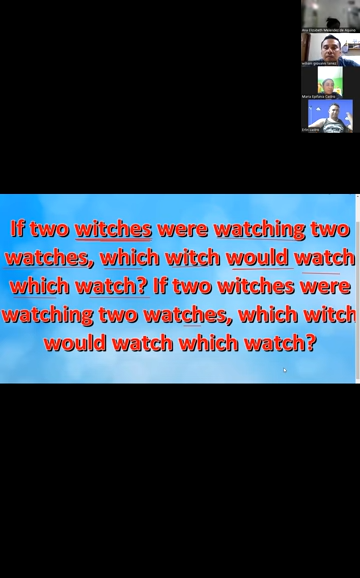 If two witches were watching two
watches, which witch would watch
which watch? If two witches were
watching two watches, which witch
would watch which watch?